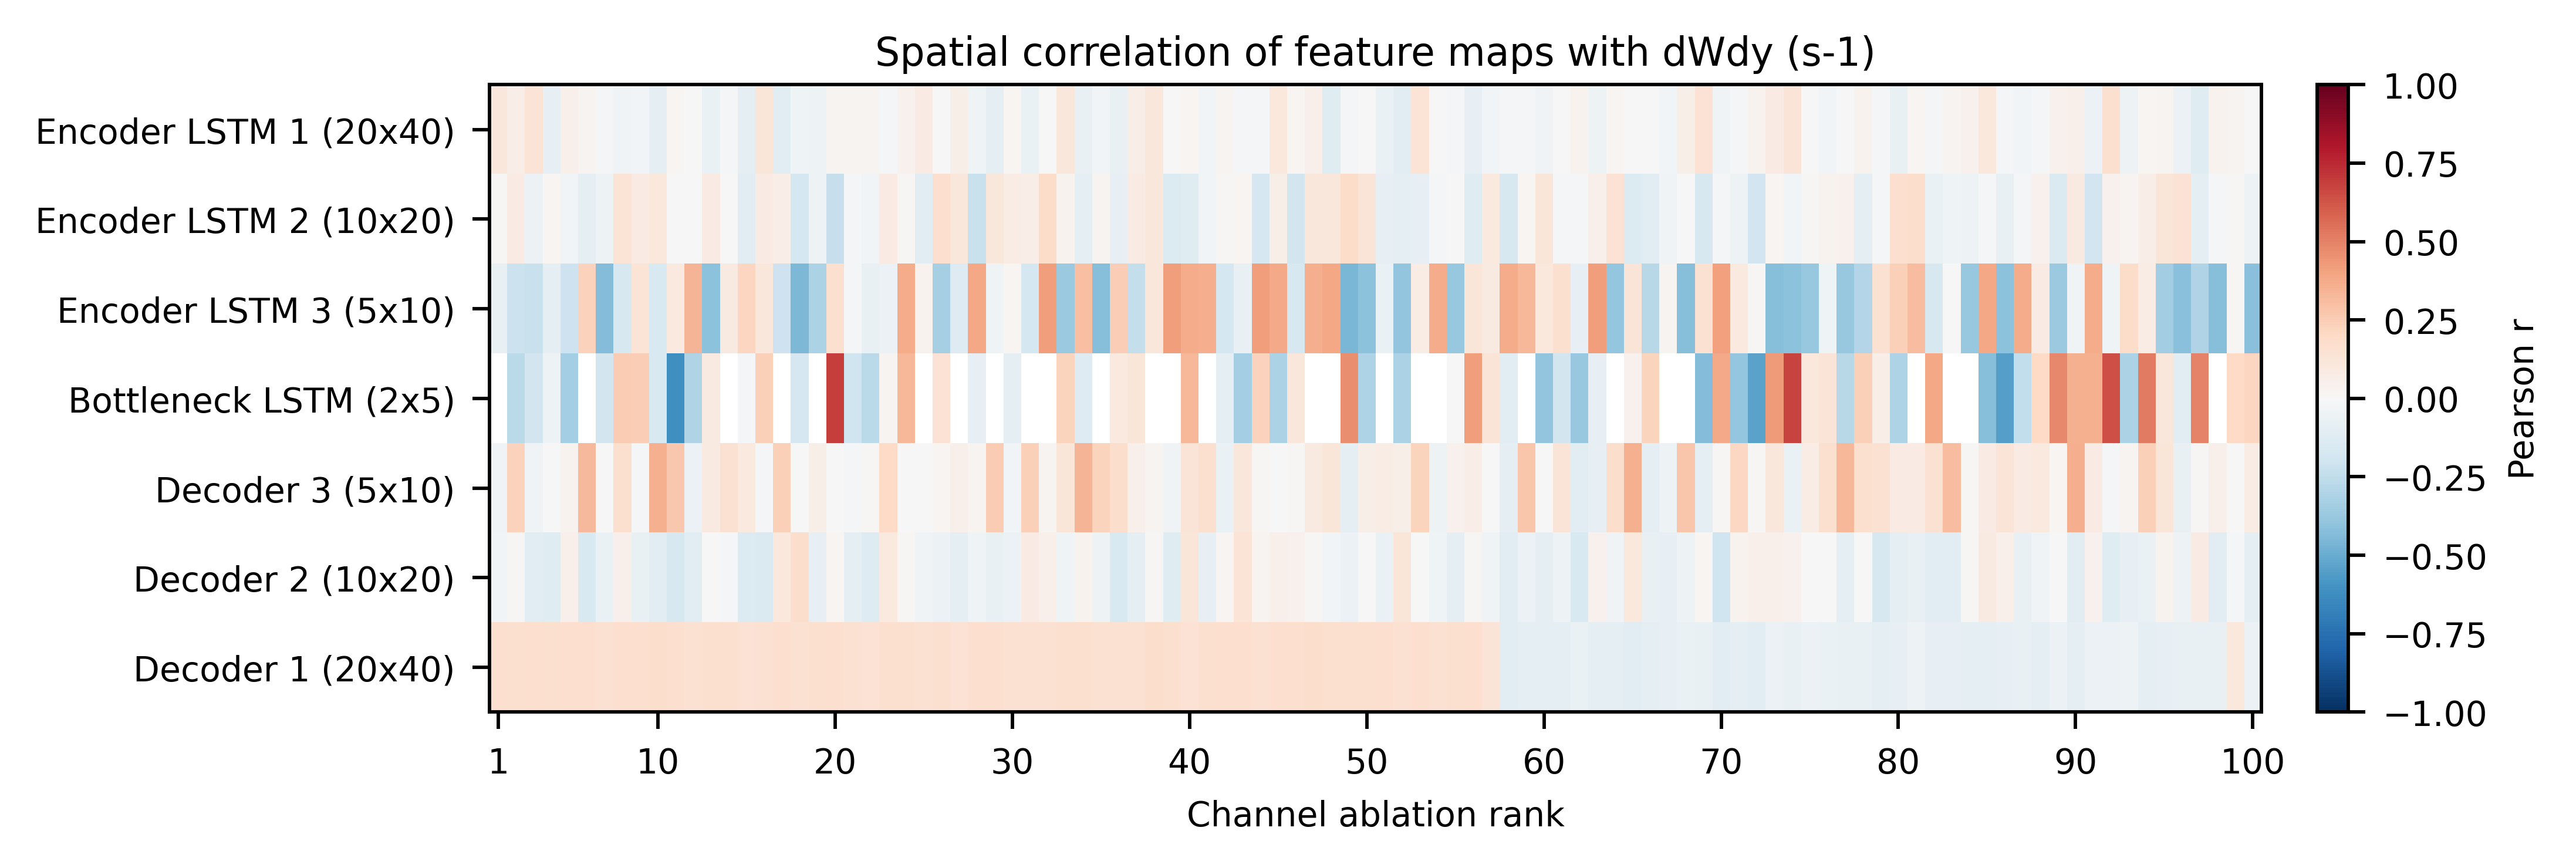 Spatial correlation of feature maps with dWdy (s-1)
Encoder LSTM 1 (20x40)
Encoder LSTM 2 (10x20)
Encoder LSTM 3 (5x10)
Bottleneck LSTM (2x5)
Decoder 3 (5x10)
Decoder 2 (10x20)
Decoder 1 (20x40)
1 10 20 30 40 50 60 70 80 90 100
Channel ablation rank
1.00
0.75
0.50
0.25
0.00
−0.25
−0.50
−0.75
−1.00
Pearson r